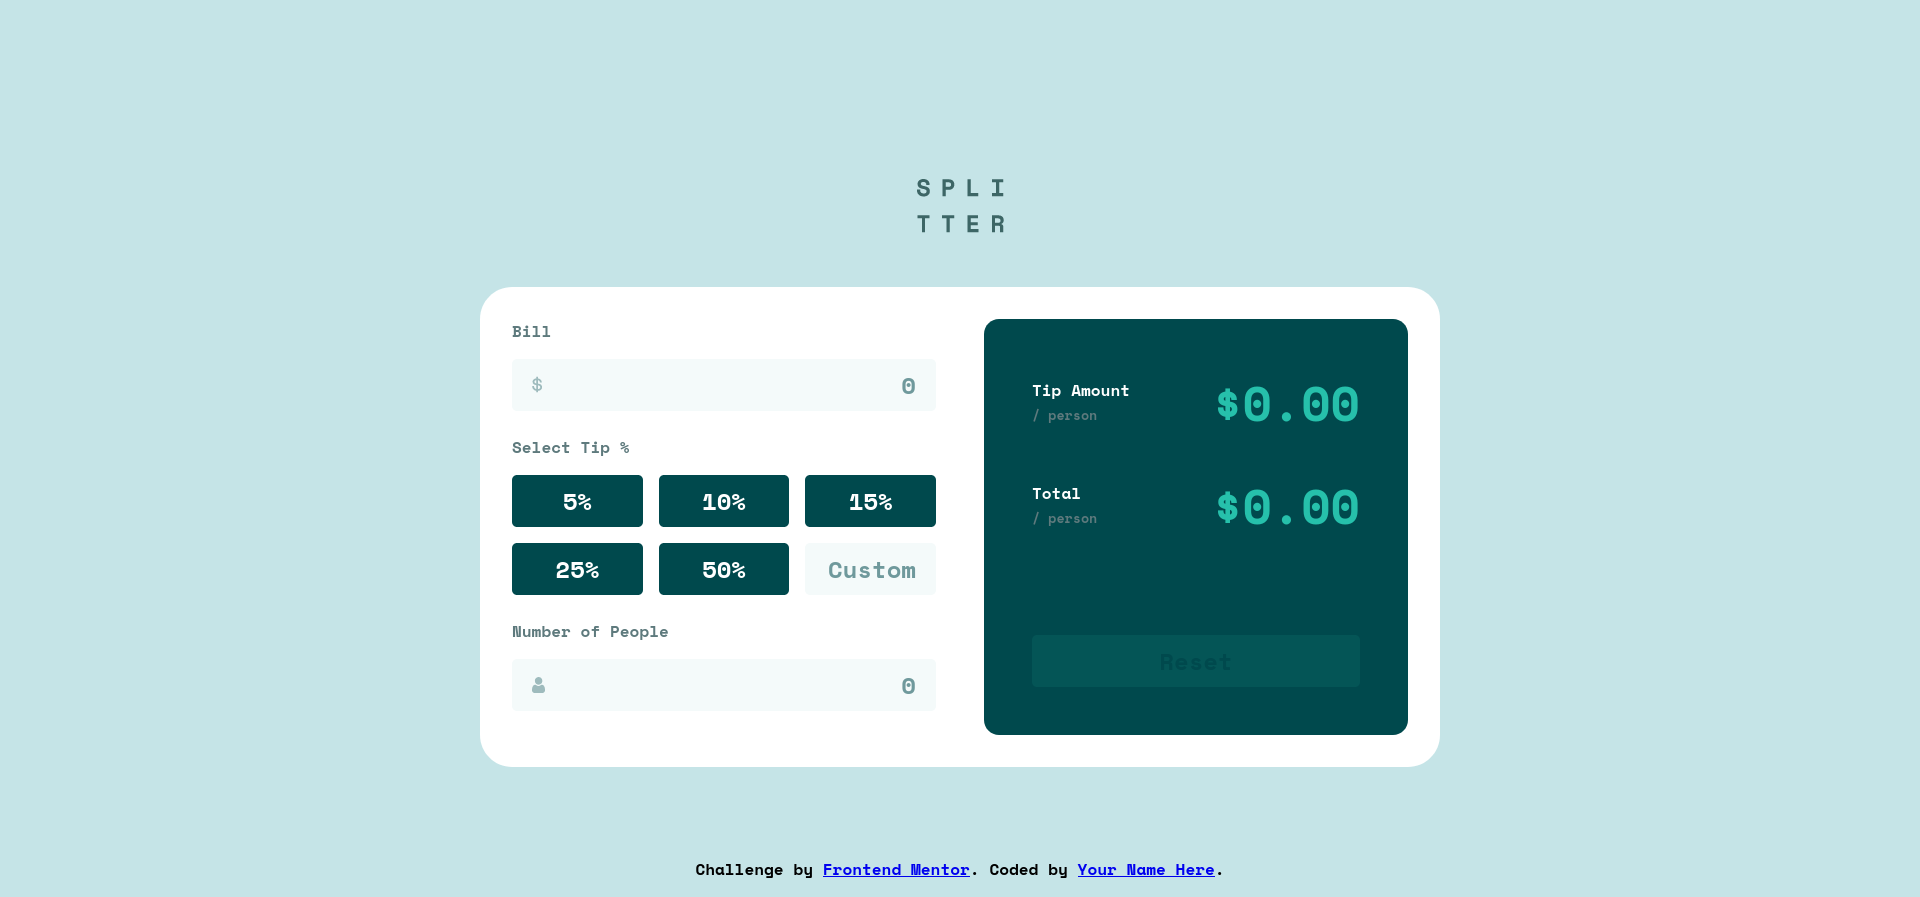 SPLI
TTER
Bill
$ 0
Select Tip %
5% 10% 15%
25% 50% Custom
Number of People
0
Tip Amount
/ person
$0.00
Total
/ person
$0.00
Reset
Challenge by Frontend Mentor. Coded by Your Name Here.